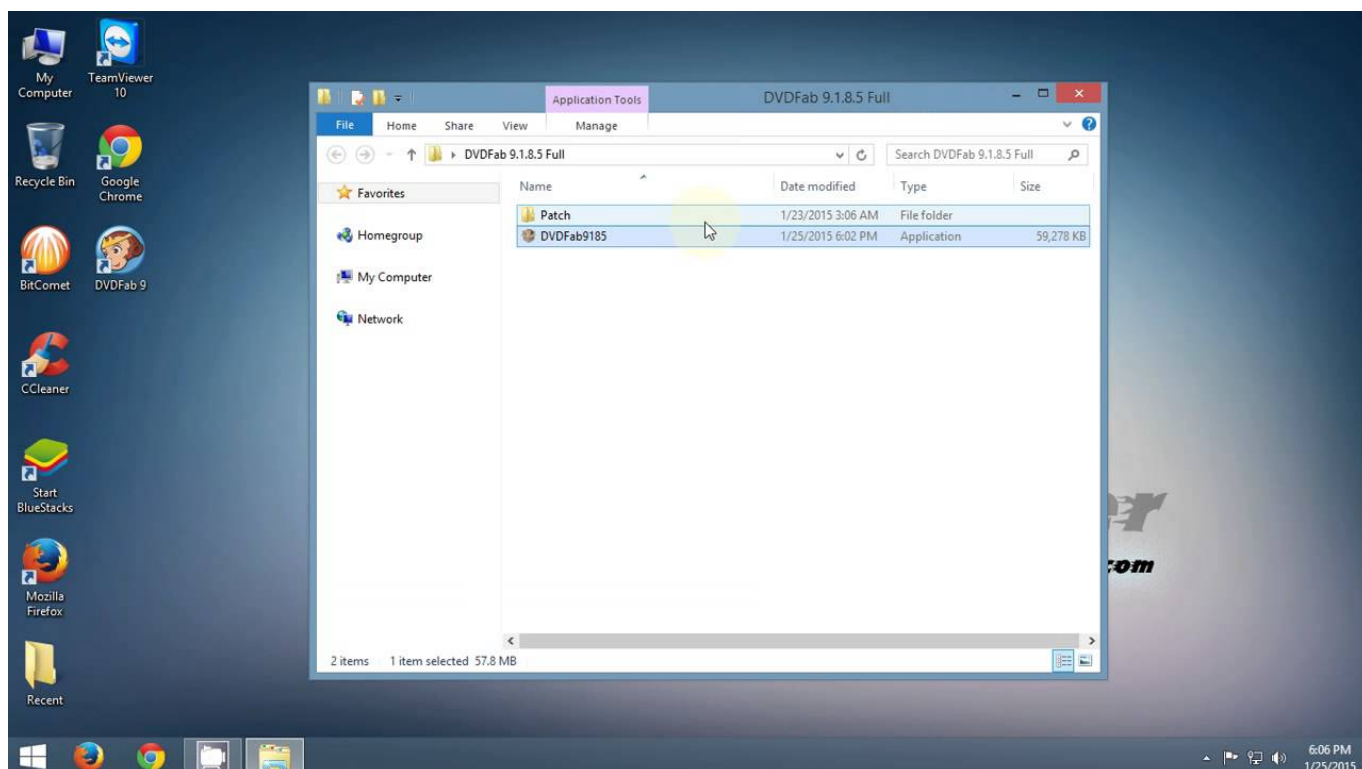 My
Computer
TeamViewer
10
Recycle Bin
Google
Chrome
BitComet
DVDFab 9
CCleaner
Start
BlueStacks
Mozilla
Firefox
Recent
Application Tools
DVDFab 9.1.8.5 Full
File
Home
Share
View
Manage
DVDFab 9.1.8.5 Full
Search DVDFab 9.1.8.5 Full
Favorites
Homegroup
My Computer
Network
Name
Date modified
Type
Size
Patch
1/23/2015 3:06 AM
File folder
DVDFab9185
1/25/2015 6:02 PM
Application
59,278 KB
2 items
1 item selected 57.8 MB
com
6:06 PM
1/25/2015